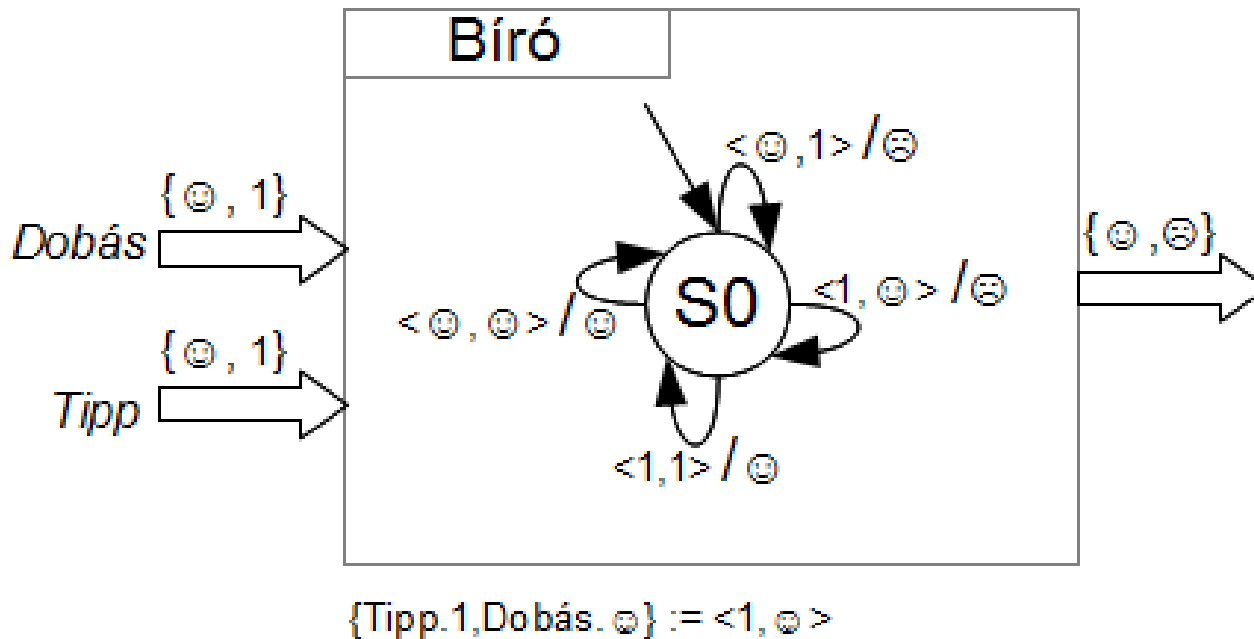 Bíró
<☺,1>/☹
{☺, 1}
Dobás
{☺,☹}
S0
<1,☺>/☹
<☺,☺>/☺
{☺, 1}
Tipp
<1,1>/☺
{Tipp.1,Dobás.☺} := <1,☺>